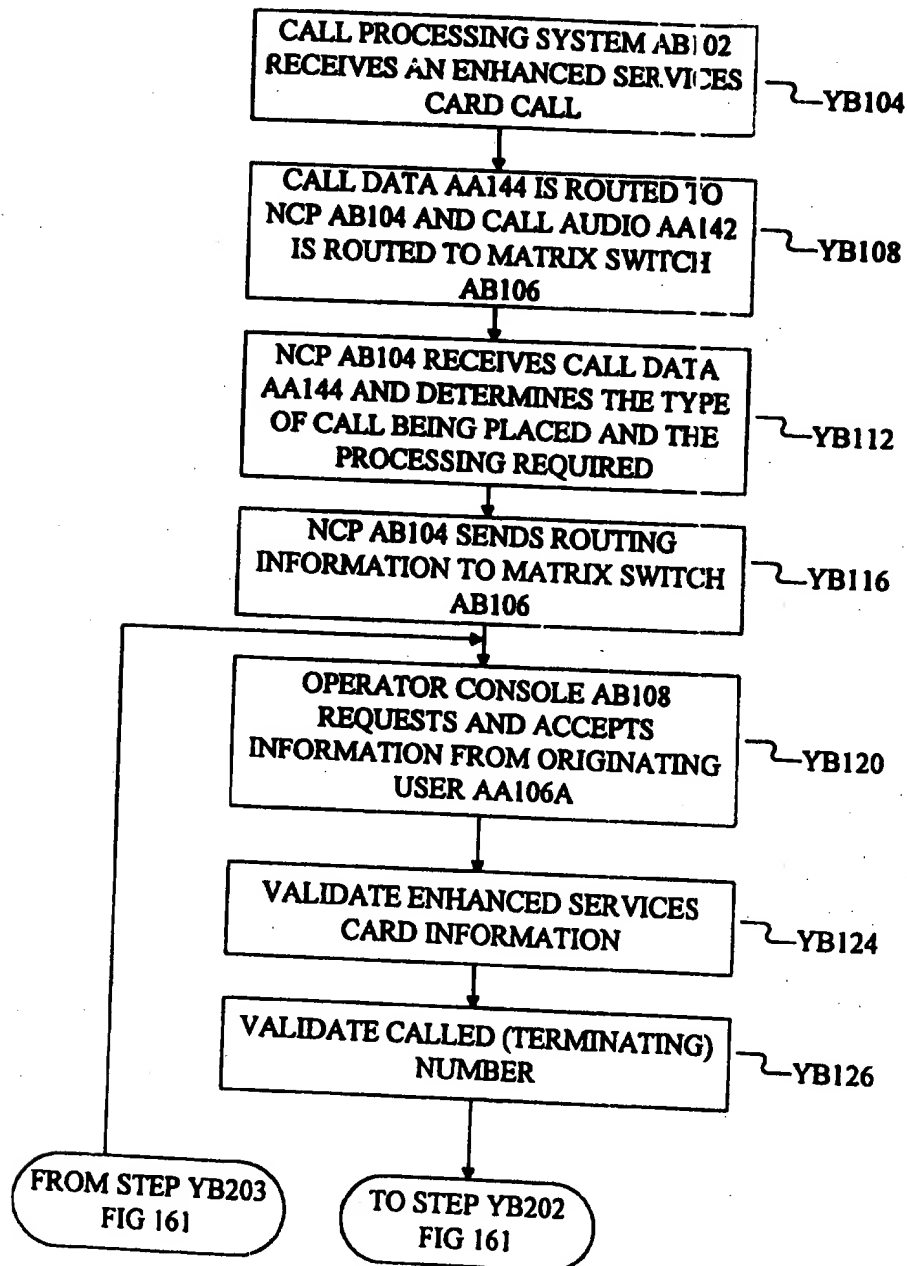 CALL PROCESSING SYSTEM AB102
RECEIVES AN ENHANCED SERVICES
CARD CALL
YB104
CALL DATA AA144 IS ROUTED TO
NCP AB104 AND CALL AUDIO AA142
IS ROUTED TO MATRIX SWITCH
AB106
YB108
NCP AB104 RECEIVES CALL DATA
AA144 AND DETERMINES THE TYPE
OF CALL BEING PLACED AND THE
PROCESSING REQUIRED
YB112
NCP AB104 SENDS ROUTING
INFORMATION TO MATRIX SWITCH
AB106
YB116
OPERATOR CONSOLE AB108
REQUESTS AND ACCEPTS
INFORMATION FROM ORIGINATING
USER AA106A
YB120
VALIDATE ENHANCED SERVICES
CARD INFORMATION
YB124
VALIDATE CALLED (TERMINATING)
NUMBER
YB126
FROM STEP YB203
FIG 161
TO STEP YB202
FIG 161